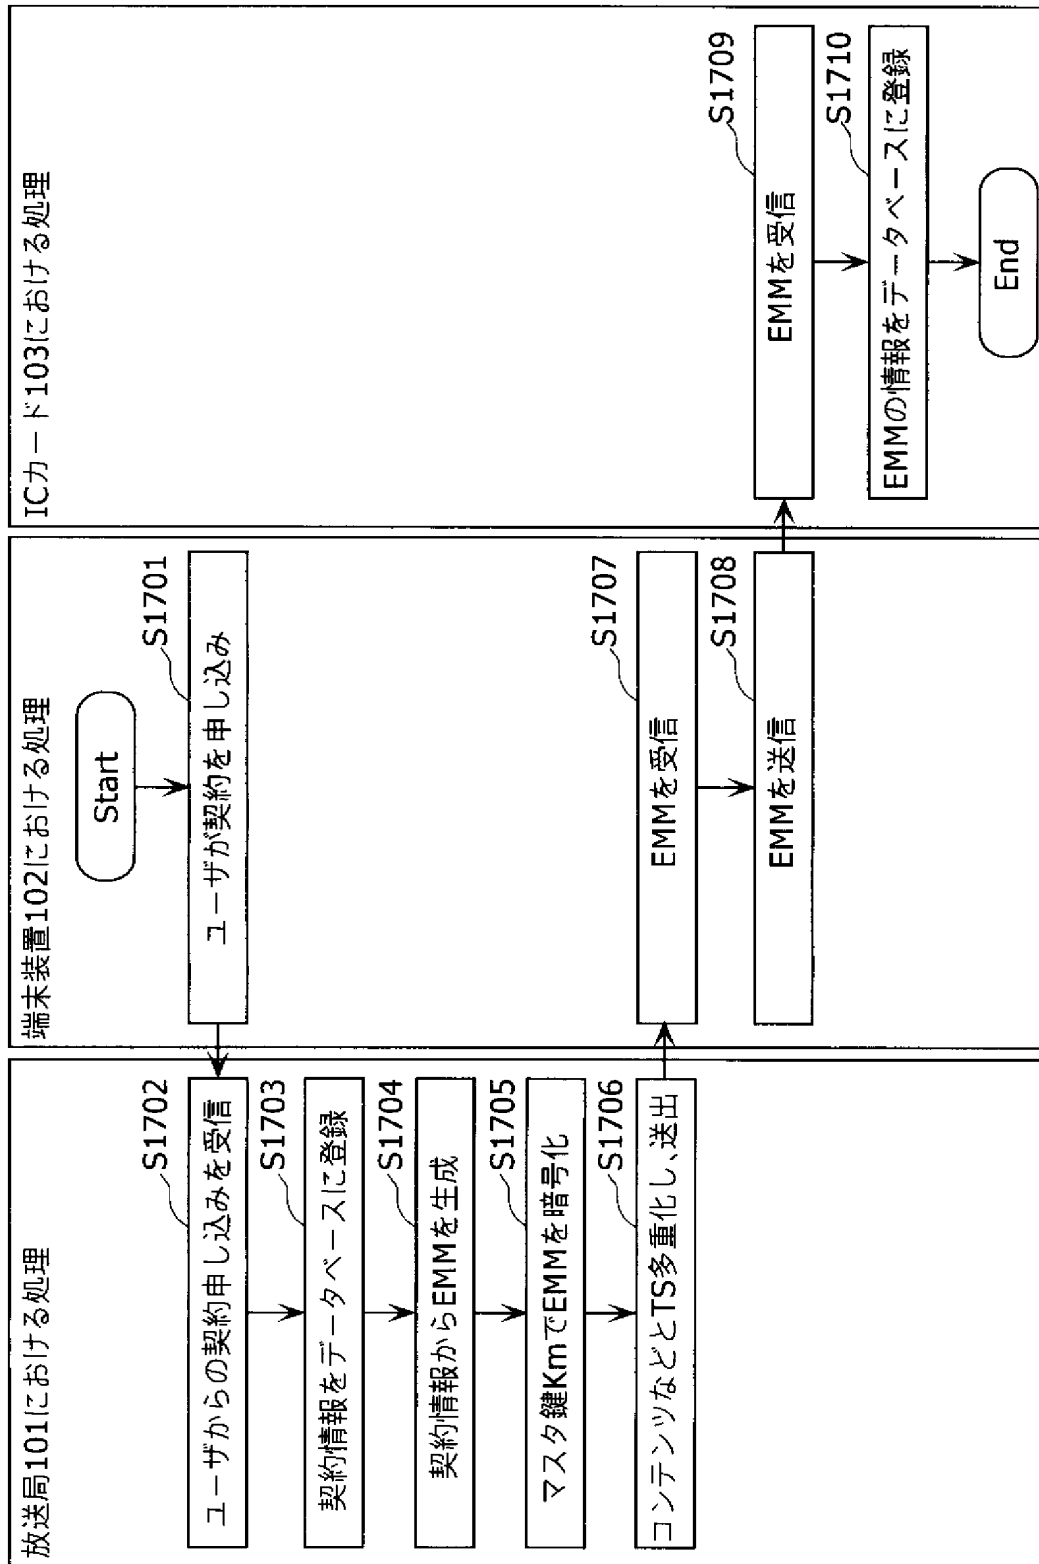 放送局101における処理
S1702
ユーザからの契約申し込みを受信
S1703
契約情報をデータベースに登録
S1704
契約情報からEMMを生成
S1705
マスタ鍵KmでEMMを暗号化
S1706
コンテンツなどとTS多重化し、送出
端末装置102における処理
Start
S1701
ユーザが契約を申し込み
S1707
EMMを受信
S1708
EMMを送信
ICカード103における処理
S1709
EMMを受信
S1710
EMMの情報をデータベースに登録
End